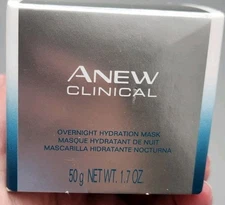 ANEW
CLINICAL
OVERNIGHT HYDRATION MASK
MASQUE HYDRATANT DE NUIT
MASCARILLA HIDRATANTE NOCTURNA
50 g NET WT. 1.7 OZ.